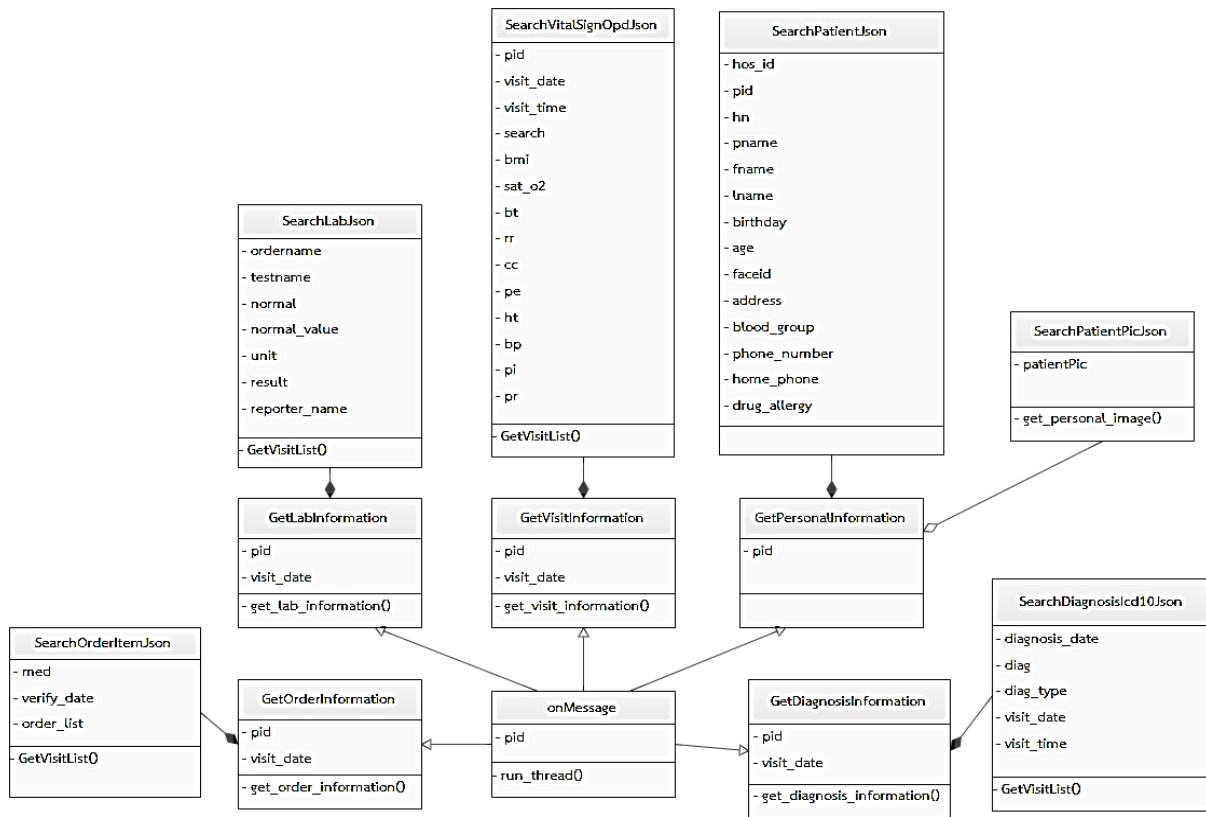 SearchVitalSignOpdJson
- pid
- visit_date
- visit_time
- search
- bmi
- sat_o2
- bt
- rr
- cc
- pe
- ht
- bp
- pi
- pr
- GetVisitList()
SearchPatientJson
- hos_id
- pid
- hn
- pname
- fname
- lname
- birthday
- age
- faceid
- address
- blood_group
- phone_number
- home_phone
- drug_allergy
SearchLabJson
- ordername
- testname
- normal
- normal_value
- unit
- result
- reporter_name
- GetVisitList()
SearchPatientPicJson
- patientPic
- get_personal_image()
GetLabInformation
- pid
- visit_date
- get_lab_information()
GetVisitInformation
- pid
- visit_date
- get_visit_information()
GetPersonalInformation
- pid
SearchDiagnosisIcd10Json
- diagnosis_date
- diag
- diag_type
- visit_date
- visit_time
- GetVisitList()
SearchOrderItemJson
- med
- verify_date
- order_list
- GetVisitList()
GetOrderInformation
- pid
- visit_date
- get_order_information()
onMessage
- pid
- run_thread()
GetDiagnosisInformation
- pid
- visit_date
- get_diagnosis_information()